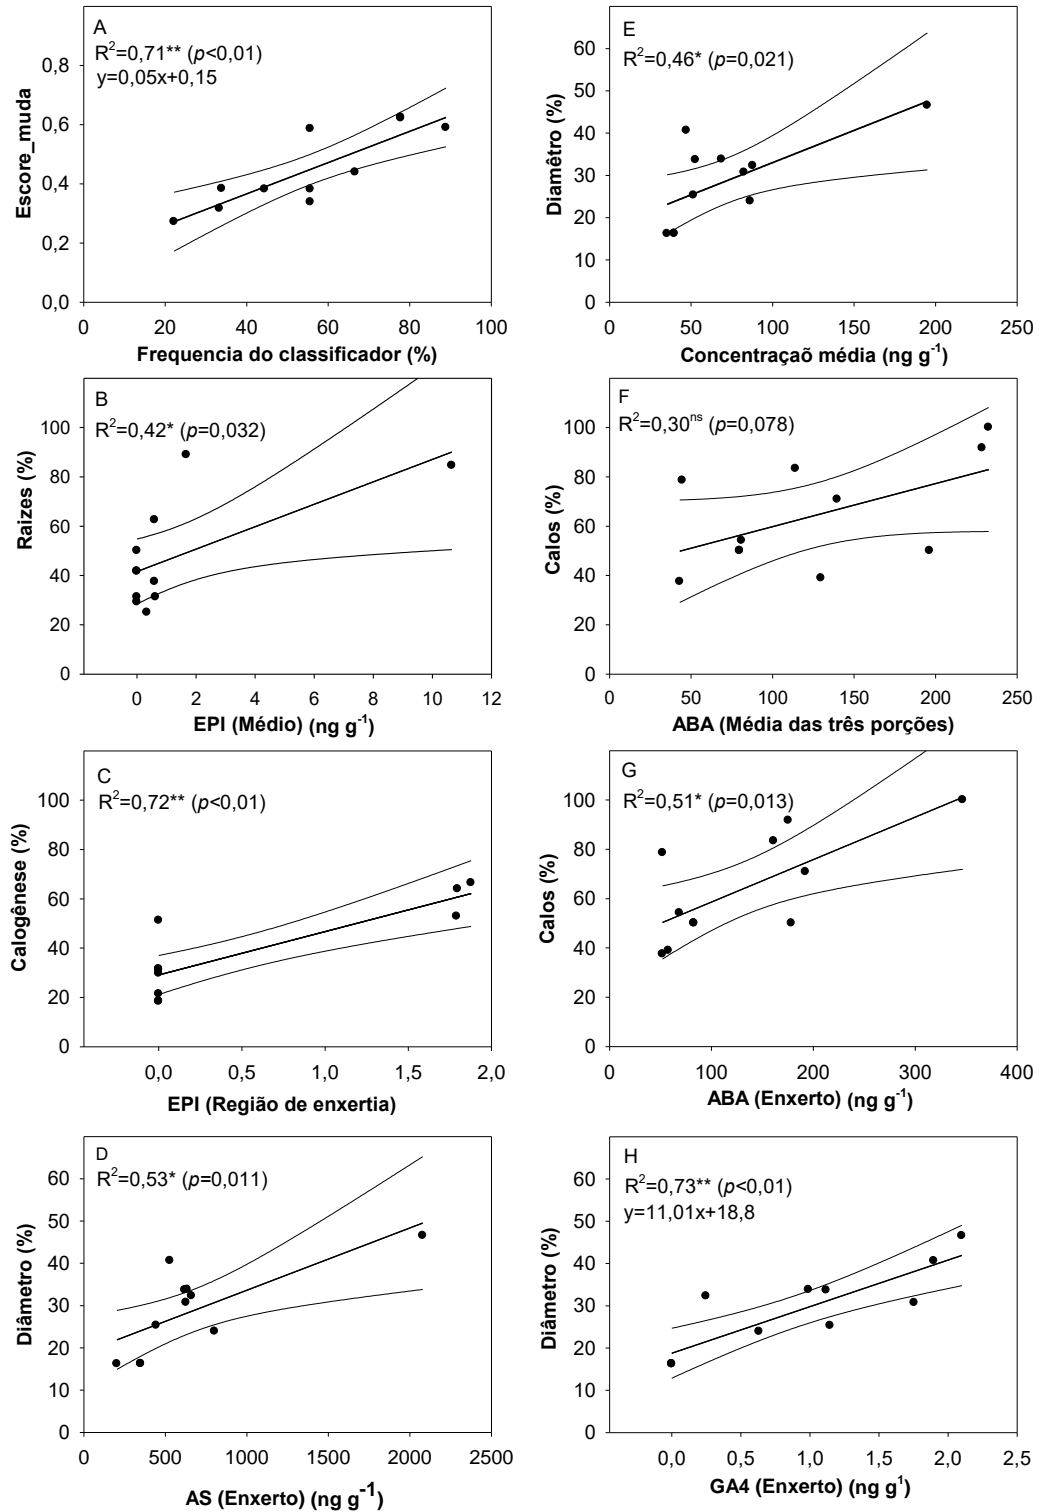 A
R²=0,71** (p<0,01)
y=0,05x+0,15
Escore_muda
0,8
0,6
0,4
0,2
0,0
0 20 40 60 80 100
Frequencia do classificador (%)
E
R²=0,46* (p=0,021)
Diamêtro (%)
60
50
40
30
20
10
0
0 50 100 150 200 250
Concentraçaõ média (ng g⁻¹)
B
R²=0,42* (p=0,032)
Raizes (%)
100
80
60
40
20
0
0 2 4 6 8 10 12
EPI (Médio) (ng g⁻¹)
F
R²=0,30ⁿˢ (p=0,078)
Calos (%)
100
80
60
40
20
0
0 50 100 150 200 250
ABA (Média das três porções)
C
R²=0,72** (p<0,01)
Calogênese (%)
100
80
60
40
20
0
0,0 0,5 1,0 1,5 2,0
EPI (Região de enxertia)
G
R²=0,51* (p=0,013)
Calos (%)
100
80
60
40
20
0
0 100 200 300 400
ABA (Enxerto) (ng g⁻¹)
D
R²=0,53* (p=0,011)
Diâmetro (%)
60
50
40
30
20
10
0
0 500 1000 1500 2000 2500
AS (Enxerto) (ng g⁻¹)
H
R²=0,73** (p<0,01)
y=11,01x+18,8
Diâmetro (%)
60
50
40
30
20
10
0
0,0 0,5 1,0 1,5 2,0 2,5
GA4 (Enxerto) (ng g¹)